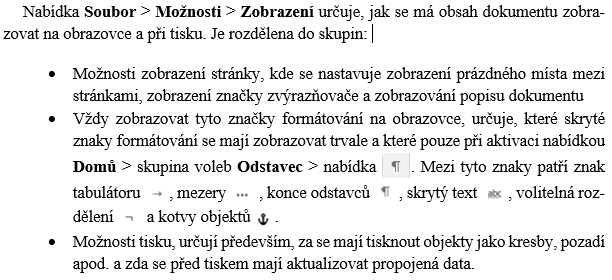 Nabídka Soubor > Možnosti > Zobrazení určuje, jak se má obsah dokumentu zobra-
zovat na obrazovce a při tisku. Je rozdělena do skupin:
• Možnosti zobrazení stránky, kde se nastavuje zobrazení prázdného místa mezi
stránkami, zobrazení značky zvýrazňovače a zobrazování popisu dokumentu
• Vždy zobrazovat tyto značky formátování na obrazovce, určuje, které skryté
znaky formátování se mají zobrazovat trvale a které pouze při aktivaci nabídkou
Domů > skupina voleb Odstavec > nabídka ¶. Mezi tyto znaky patří znak
tabulátoru → , mezery ••• , konce odstavců ¶ , skrytý text abc , volitelná roz-
dělení ¬ a kotvy objektů ⚓ .
• Možnosti tisku, určují především, za se mají tisknout objekty jako kresby, pozadí
apod. a zda se před tiskem mají aktualizovat propojená data.